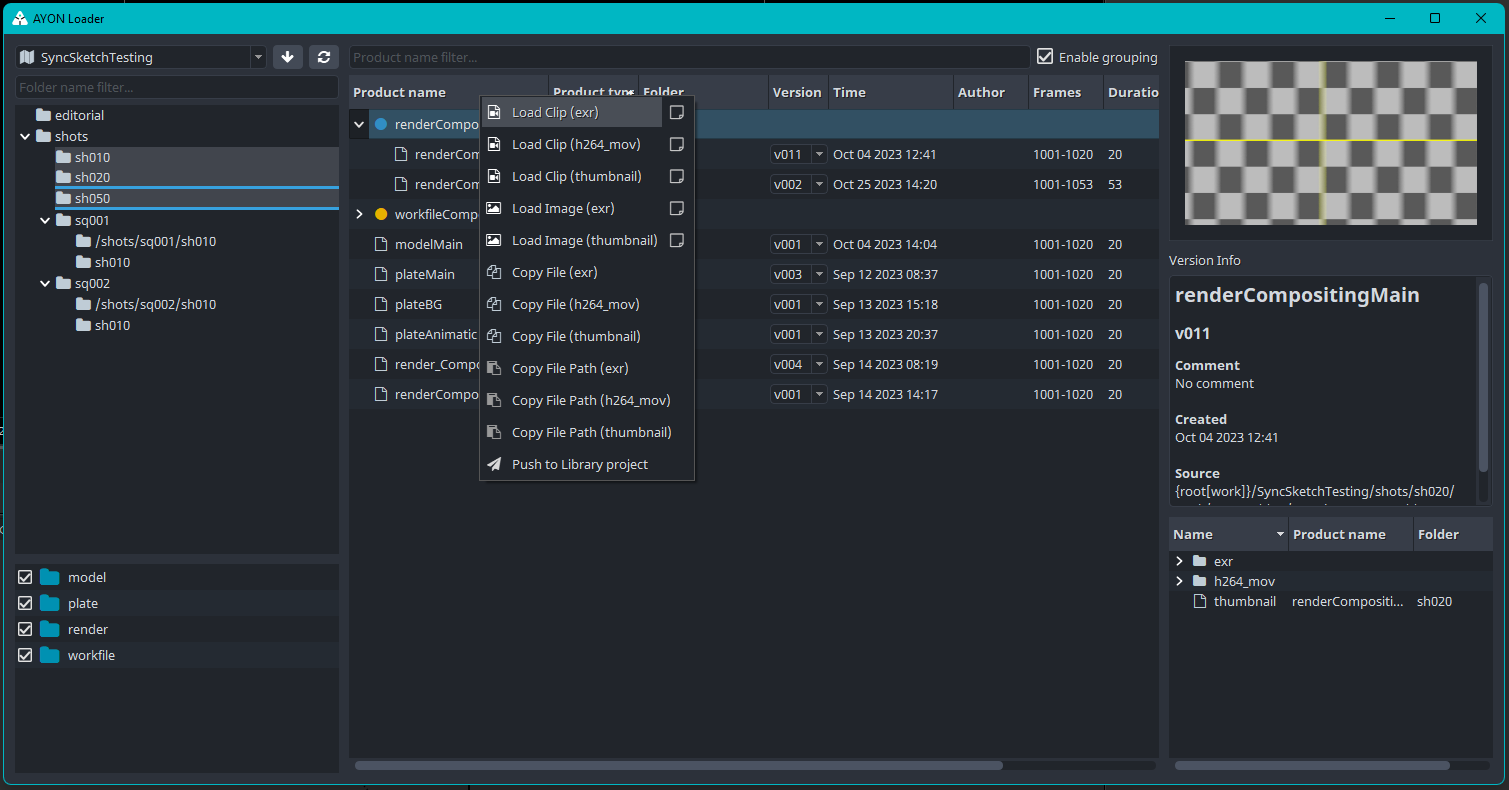 AYON Loader
SyncSketchTesting
Folder name filter...
editorial
shots
sh010
sh020
sh050
sq001
/shots/sq001/sh010
sh010
sq002
/shots/sq002/sh010
sh010
model
plate
render
workfile
Product name filter...
Enable grouping
Product name Product type Folder Version Time Author Frames Duratio
renderCompo
renderCom v011 Oct 04 2023 12:41 1001-1020 20
renderCom v002 Oct 25 2023 14:20 1001-1053 53
workfileComp
modelMain v001 Oct 04 2023 14:04 1001-1020 20
plateMain v003 Sep 12 2023 08:37 1001-1020 20
plateBG v001 Sep 13 2023 15:18 1001-1020 20
plateAnimatic v001 Sep 13 2023 20:37 1001-1020 20
render_Compo v004 Sep 14 2023 08:19 1001-1020 20
renderCompo v001 Sep 14 2023 14:17 1001-1020 20
Load Clip (exr)
Load Clip (h264_mov)
Load Clip (thumbnail)
Load Image (exr)
Load Image (thumbnail)
Copy File (exr)
Copy File (h264_mov)
Copy File (thumbnail)
Copy File Path (exr)
Copy File Path (h264_mov)
Copy File Path (thumbnail)
Push to Library project
Version Info
renderCompositingMain
v011
Comment
No comment
Created
Oct 04 2023 12:41
Source
{root[work]}/SyncSketchTesting/shots/sh020/
Name Product name Folder
exr
h264_mov
thumbnail renderCompositi... sh020